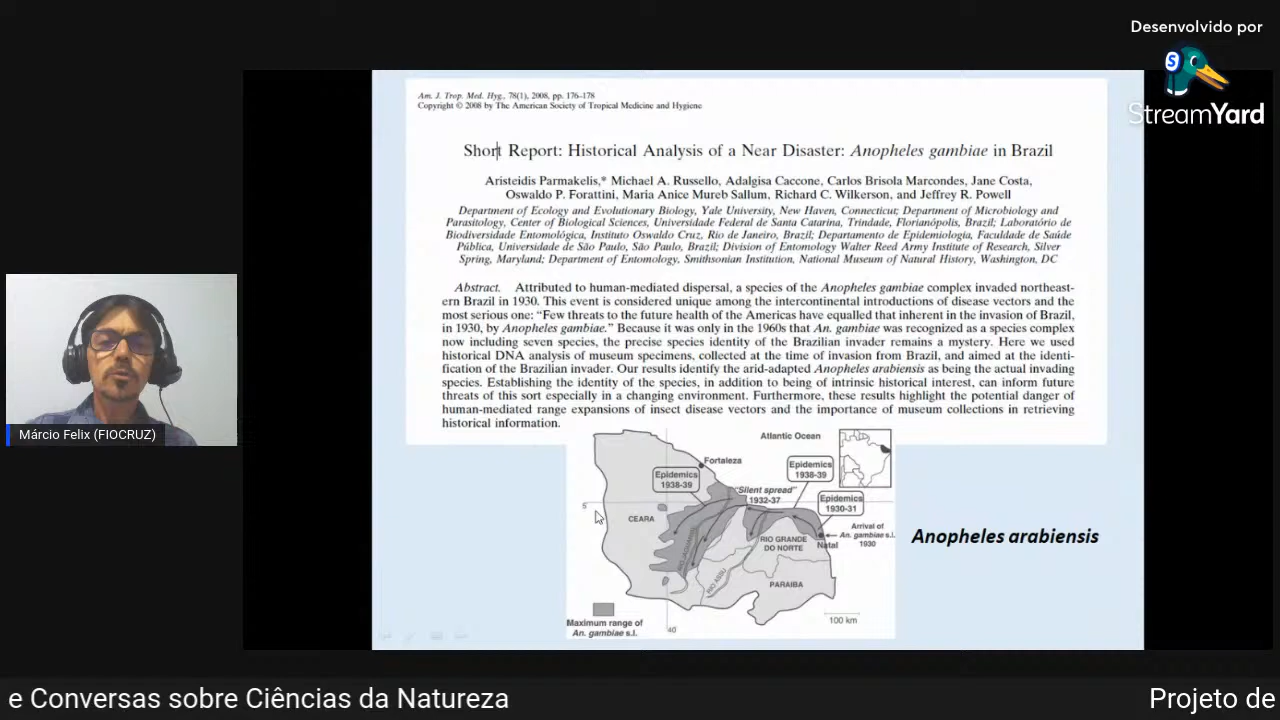 Desenvolvido por
StreamYard
Am. J. Trop. Med. Hyg., 78(1), 2008, pp. 176–178
Copyright © 2008 by The American Society of Tropical Medicine and Hygiene
Short Report: Historical Analysis of a Near Disaster: Anopheles gambiae in Brazil
Aristeidis Parmakelis,* Michael A. Russello, Adalgisa Caccone, Carlos Brisola Marcondes, Jane Costa,
Oswaldo P. Forattini, Maria Anice Mureb Sallum, Richard C. Wilkerson, and Jeffrey R. Powell
Department of Ecology and Evolutionary Biology, Yale University, New Haven, Connecticut; Department of Microbiology and
Parasitology, Center of Biological Sciences, Universidade Federal de Santa Catarina, Trindade, Florianópolis, Brazil; Laboratório de
Biodiversidade Entomológica, Instituto Oswaldo Cruz, Rio de Janeiro, Brazil; Departamento de Epidemiologia, Faculdade de Saúde
Pública, Universidade de São Paulo, São Paulo, Brazil; Division of Entomology Walter Reed Army Institute of Research, Silver
Spring, Maryland; Department of Entomology, Smithsonian Institution, National Museum of Natural History, Washington, DC
Abstract. Attributed to human-mediated dispersal, a species of the Anopheles gambiae complex invaded northeast-
ern Brazil in 1930. This event is considered unique among the intercontinental introductions of disease vectors and the
most serious one: “Few threats to the future health of the Americas have equalled that inherent in the invasion of Brazil,
in 1930, by Anopheles gambiae.” Because it was only in the 1960s that An. gambiae was recognized as a species complex
now including seven species, the precise species identity of the Brazilian invader remains a mystery. Here we used
historical DNA analysis of museum specimens, collected at the time of invasion from Brazil, and aimed at the identi-
fication of the Brazilian invader. Our results identify the arid-adapted Anopheles arabiensis as being the actual invading
species. Establishing the identity of the species, in addition to being of intrinsic historical interest, can inform future
threats of this sort especially in a changing environment. Furthermore, these results highlight the potential danger of
human-mediated range expansions of insect disease vectors and the importance of museum collections in retrieving
historical information.
Atlantic Ocean
Fortaleza
Epidemics
1938-39
"Silent spread"
1932-37
Epidemics
1938-39
Epidemics
1930-31
5°
CEARA
Arrival of
An. gambiae s.l.
1930
Natal
RIO GRANDE
DO NORTE
RIO ASSU
PARAIBA
Maximum range of
An. gambiae s.l.
40°
100 km
Anopheles arabiensis
Márcio Felix (FIOCRUZ)
e Conversas sobre Ciências da Natureza
Projeto de